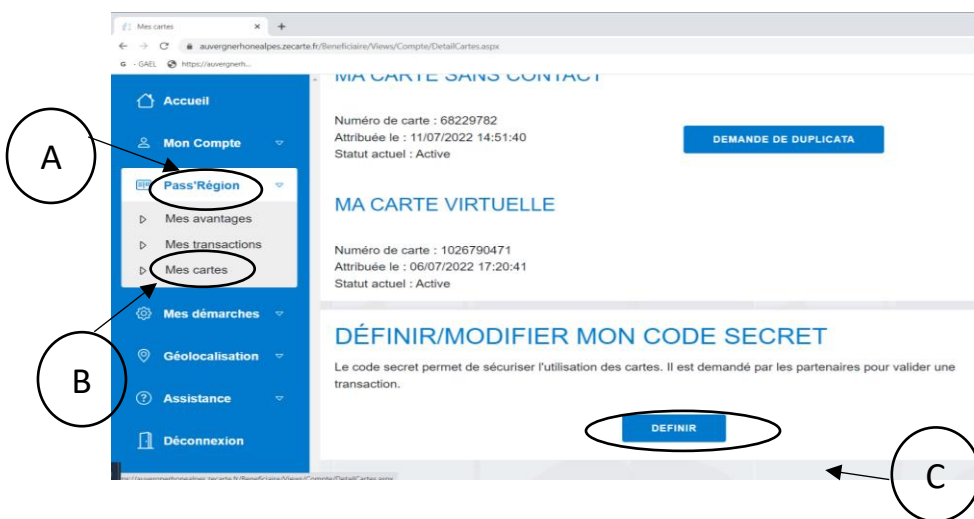 Mes cartes
auvergnerhonealpes.zecarte.fr/Beneficiaire/Views/Compte/DetailCartes.aspx
G - GAEL https://auvergnerh...
Accueil
Mon Compte
Pass'Région
Mes avantages
Mes transactions
Mes cartes
Mes démarches
Géolocalisation
Assistance
Déconnexion
A
B
MA CARTE SANS CONTACT
Numéro de carte : 68229782
Attribuée le : 11/07/2022 14:51:40
Statut actuel : Active
DEMANDE DE DUPLICATA
MA CARTE VIRTUELLE
Numéro de carte : 1026790471
Attribuée le : 06/07/2022 17:20:41
Statut actuel : Active
DÉFINIR/MODIFIER MON CODE SECRET
Le code secret permet de sécuriser l'utilisation des cartes. Il est demandé par les partenaires pour valider une
transaction.
DEFINIR
C